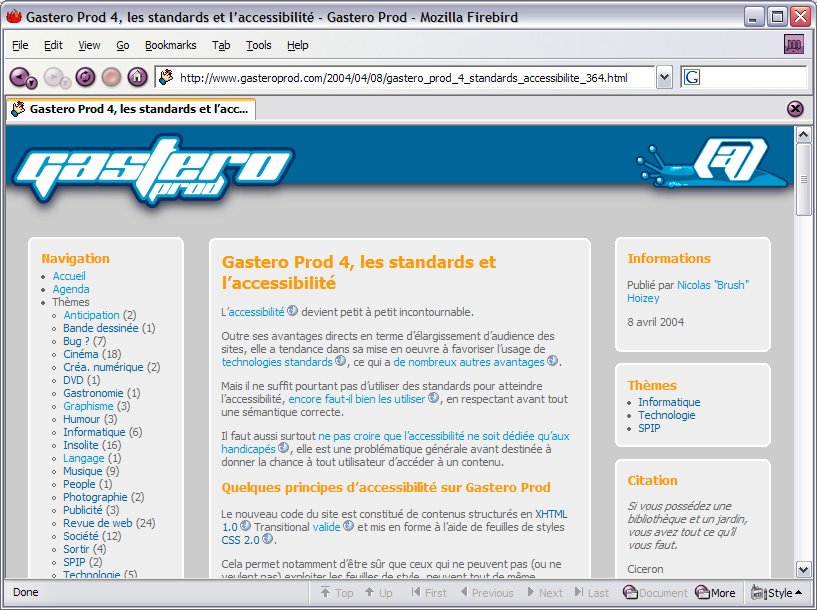 Gastero Prod 4, les standards et l'accessibilité - Gastero Prod - Mozilla Firebird
File Edit View Go Bookmarks Tab Tools Help
http://www.gasteroprod.com/2004/04/08/gastero_prod_4_standards_accessibilite_364.html
G
Gastero Prod 4, les standards et l'acc...
gastero
prod
@
Navigation
Accueil
Agenda
Thèmes
Anticipation (2)
Bande dessinée (1)
Bug ? (7)
Cinéma (18)
Créa. numérique (2)
DVD (1)
Gastronomie (1)
Graphisme (3)
Humour (3)
Informatique (6)
Insolite (16)
Langage (1)
Musique (9)
People (1)
Photographie (2)
Publicité (3)
Revue de web (24)
Société (12)
Sortir (4)
SPIP (2)
Technologie (5)
Gastero Prod 4, les standards et
l'accessibilité
L'accessibilité devient petit à petit incontournable.
Outre ses avantages directs en terme d'élargissement d'audience des
sites, elle a tendance dans sa mise en oeuvre à favoriser l'usage de
technologies standards, ce qui a de nombreux autres avantages.
Mais il ne suffit pourtant pas d'utiliser des standards pour atteindre
l'accessibilité, encore faut-il bien les utiliser, en respectant avant tout
une sémantique correcte.
Il faut aussi surtout ne pas croire que l'accessibilité ne soit dédiée qu'aux
handicapés, elle est une problématique générale avant destinée à
donner la chance à tout utilisateur d'accéder à un contenu.
Quelques principes d'accessibilité sur Gastero Prod
Le nouveau code du site est constitué de contenus structurés en XHTML
1.0 Transitional valide et mis en forme à l'aide de feuilles de styles
CSS 2.0.
Cela permet notamment d'être sûr que ceux qui ne peuvent pas (ou ne
veulent pas) exploiter les feuilles de style, peuvent tout de même
Informations
Publié par Nicolas "Brush"
Hoizey
8 avril 2004
Thèmes
Informatique
Technologie
SPIP
Citation
Si vous possédez une
bibliothèque et un jardin,
vous avez tout ce qu'il
vous faut.
Ciceron
Done Top Up First Previous Next Last Document More Style